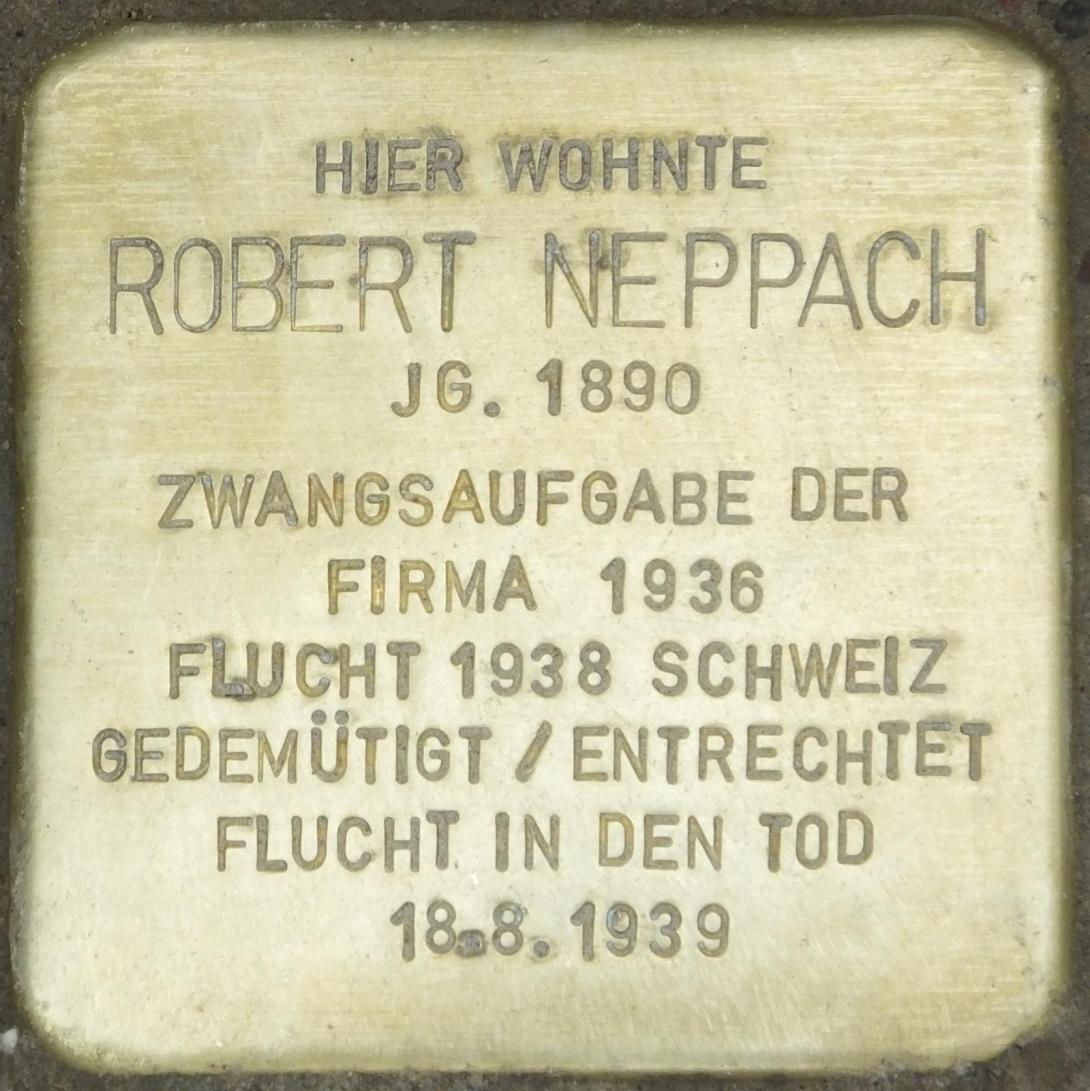 HIER WOHNTE
ROBERT NEPPACH
JG. 1890
ZWANGSAUFGABE DER
FIRMA 1936
FLUCHT 1938 SCHWEIZ
GEDEMÜTIGT / ENTRECHTET
FLUCHT IN DEN TOD
18.8. 1939